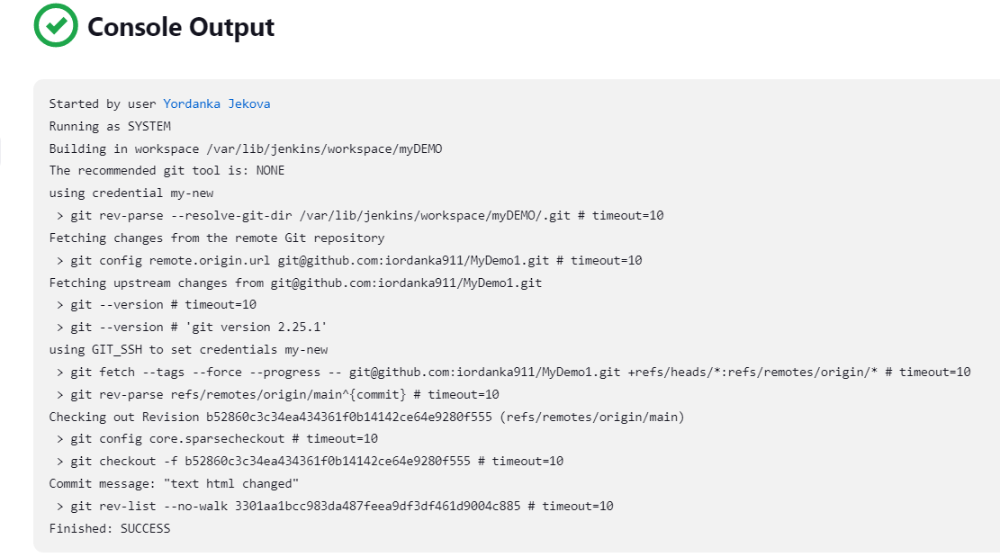 Console Output
Started by user Yordanka Jekova
Running as SYSTEM
Building in workspace /var/lib/jenkins/workspace/myDEMO
The recommended git tool is: NONE
using credential my-new
> git rev-parse --resolve-git-dir /var/lib/jenkins/workspace/myDEMO/.git # timeout=10
Fetching changes from the remote Git repository
> git config remote.origin.url git@github.com:iordanka911/MyDemo1.git # timeout=10
Fetching upstream changes from git@github.com:iordanka911/MyDemo1.git
> git --version # timeout=10
> git --version # 'git version 2.25.1'
using GIT_SSH to set credentials my-new
> git fetch --tags --force --progress -- git@github.com:iordanka911/MyDemo1.git +refs/heads/*:refs/remotes/origin/* # timeout=10
> git rev-parse refs/remotes/origin/main^{commit} # timeout=10
Checking out Revision b52860c3c34ea434361f0b14142ce64e9280f555 (refs/remotes/origin/main)
> git config core.sparsecheckout # timeout=10
> git checkout -f b52860c3c34ea434361f0b14142ce64e9280f555 # timeout=10
Commit message: "text html changed"
> git rev-list --no-walk 3301aa1bcc983da487feea9df3df461d9004c885 # timeout=10
Finished: SUCCESS